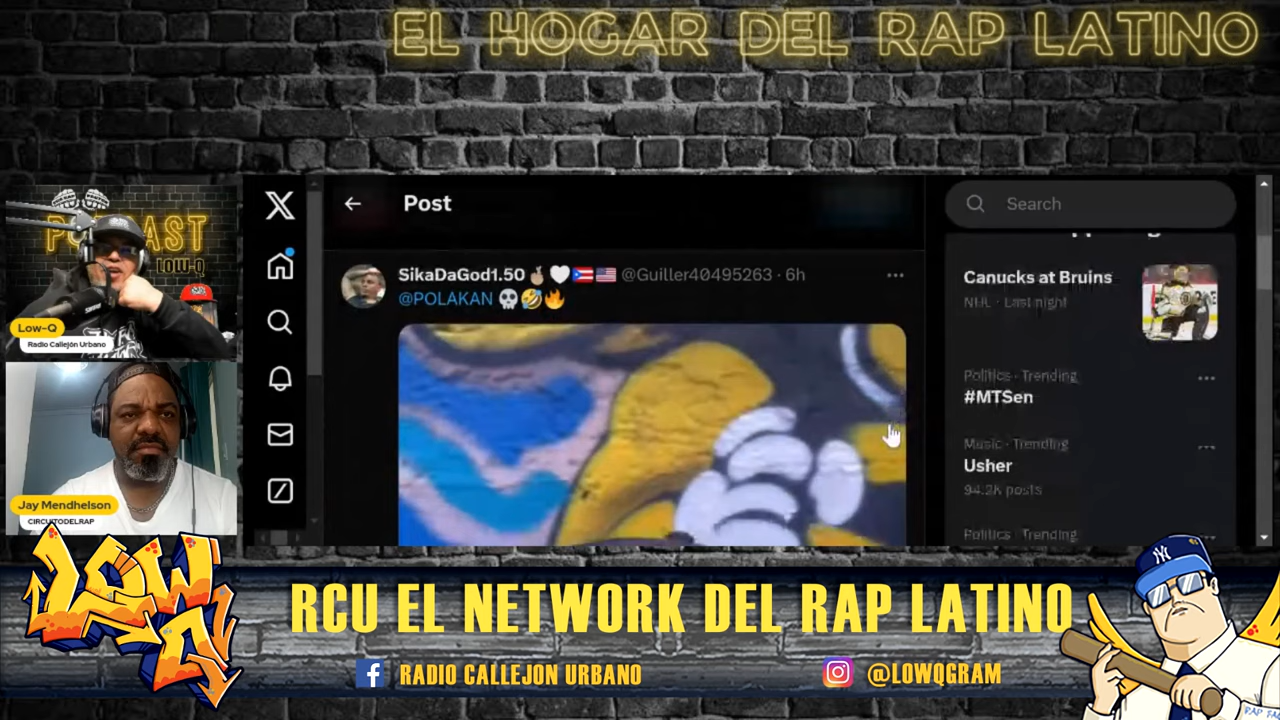 EL HOGAR DEL RAP LATINO
PODCAST
LOW-Q
Low-Q
Radio Callejón Urbano
Jay Mendhelson
CIRCUITODELRAP
X
Post
Search
SikaDaGod1.50 🤞🏼🤍🇵🇷🇺🇸 @Guiller40495263 · 6h
@POLAKAN 💀🤣🔥
Canucks at Bruins
NHL · Last night
Politics · Trending
#MTSen
Music · Trending
Usher
94.2K posts
Politics · Trending
LOW Q
RCU EL NETWORK DEL RAP LATINO
RADIO CALLEJON URBANO
@LOWQGRAM